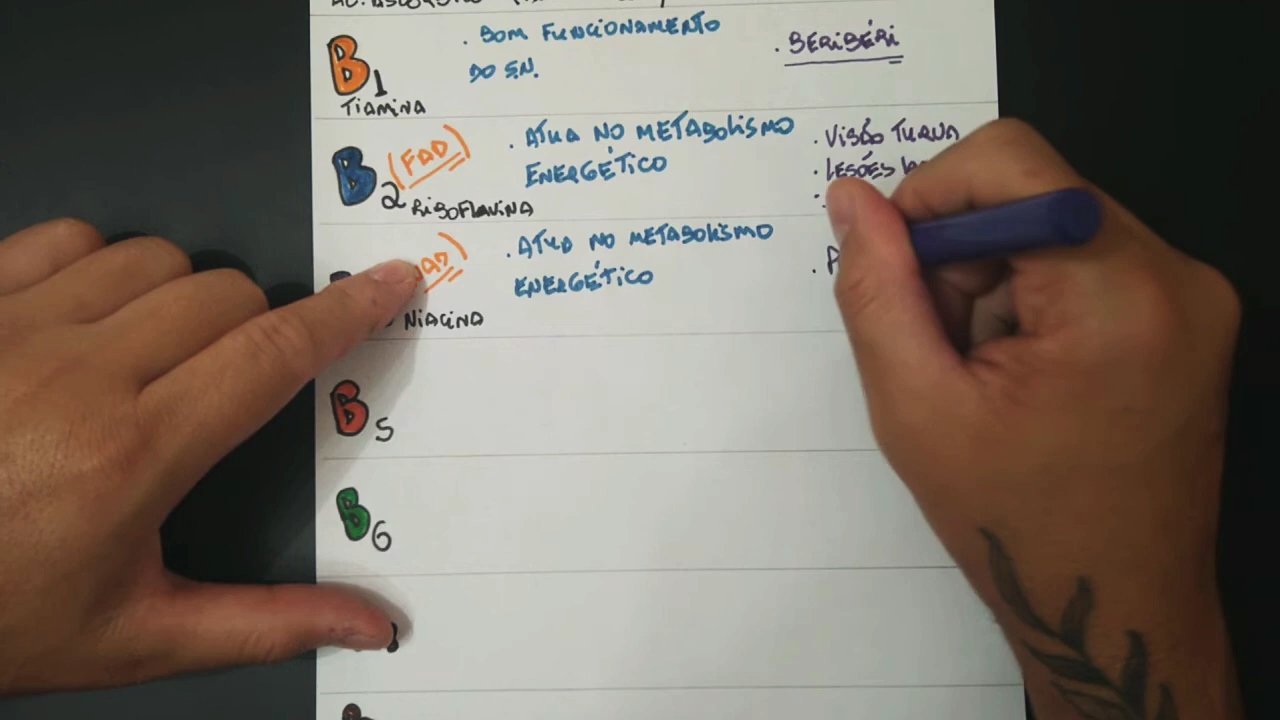 B1
TIAMINA
. BOM FUNCIONAMENTO
DO S.N.
. BERIBÉRI
B2 (FAD)
RIBOFLAVINA
. ATUA NO METABOLISMO
ENERGÉTICO
. VISÃO TURVA
. LESÕES
NIACINA
. ATUA NO METABOLISMO
ENERGÉTICO
B5
B6